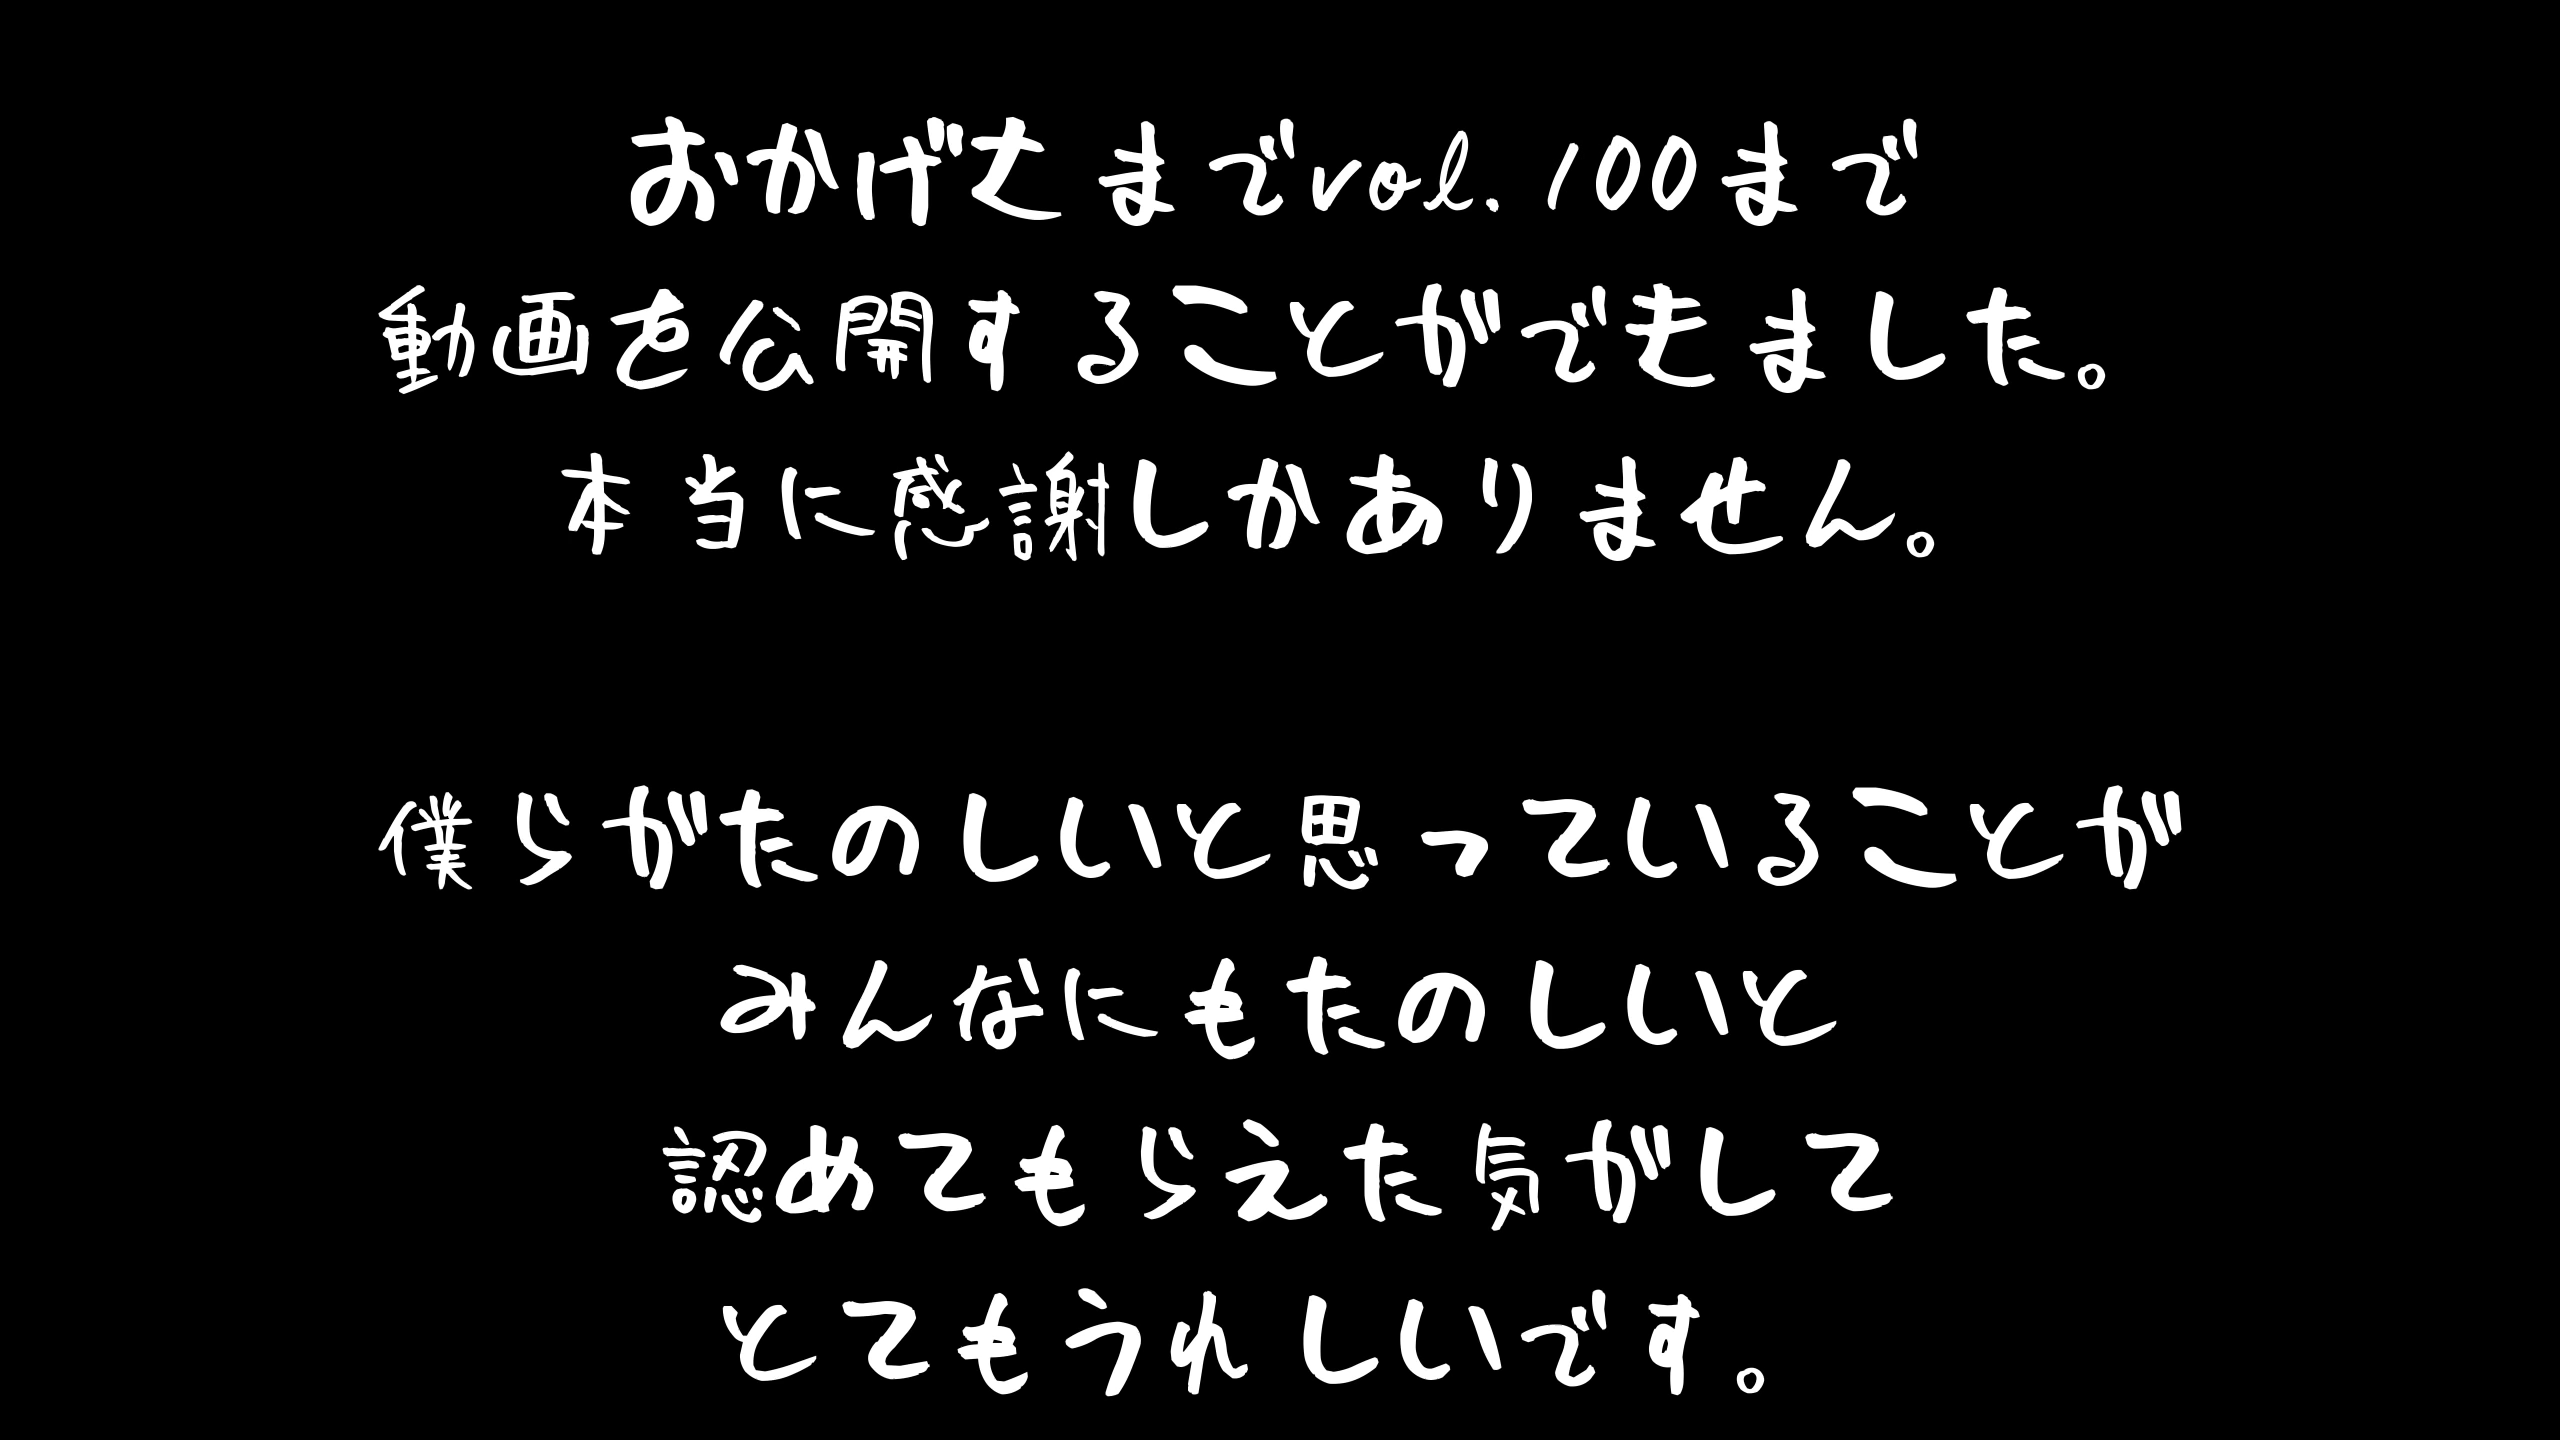 おかげさまでvol.100まで
動画を公開することができました。
本当に感謝しかありません。
僕らがたのしいと思っていることが
みんなにもたのしいと
認めてもらえた気がして
とてもうれしいです。